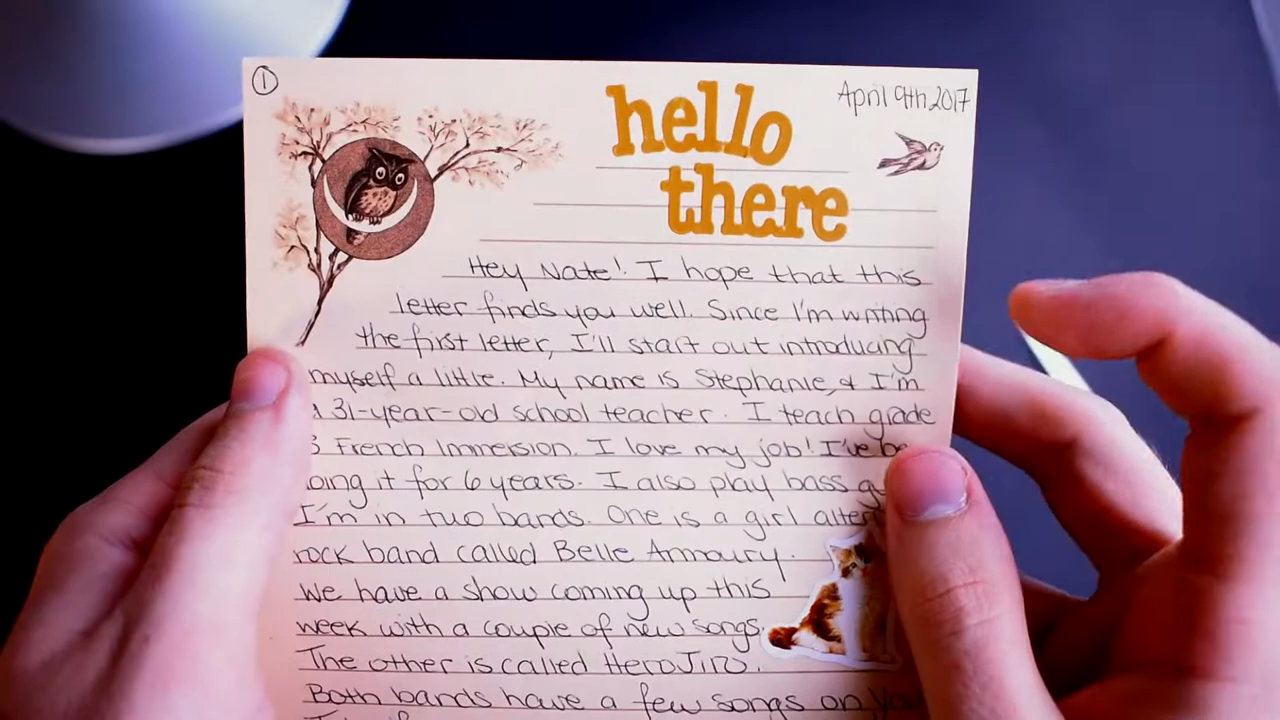 1
April 9th 2017
hello
there
Hey Nate! I hope that this
letter finds you well. Since I'm writing
the first letter, I'll start out introducing
myself a little. My name is Stephanie, & I'm
31-year-old school teacher. I teach grade
3 French Immersion. I love my job! I've
it for 6 years. I also play bass
I'm in two bands. One is a girl
rock band called Belle Armoury.
We have a show coming up this
week with a couple of new songs.
The other is called HeroJiro.
Both bands have a few songs on